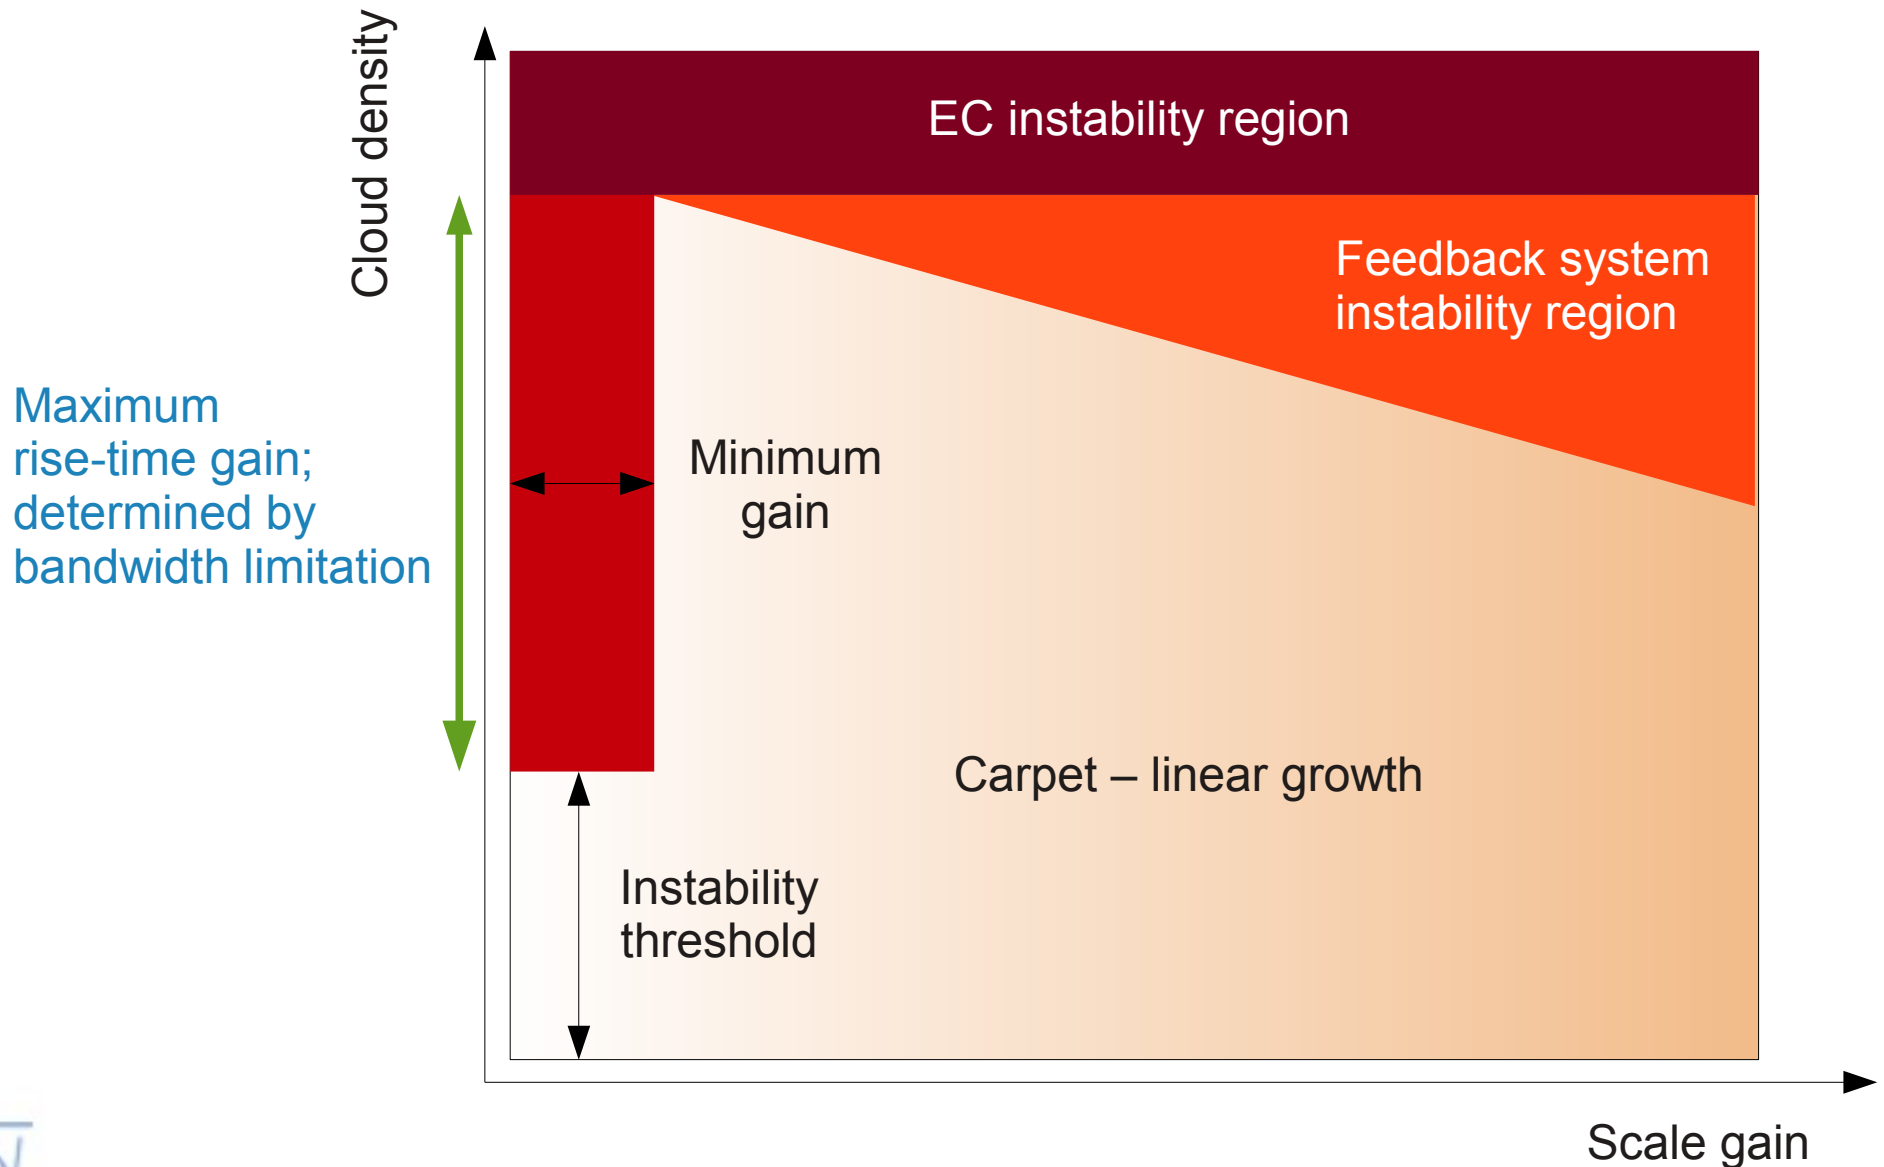 Cloud density
EC instability region
Feedback system
instability region
Maximum
rise-time gain;
determined by
bandwidth limitation
Minimum
gain
Carpet – linear growth
Instability
threshold
Scale gain